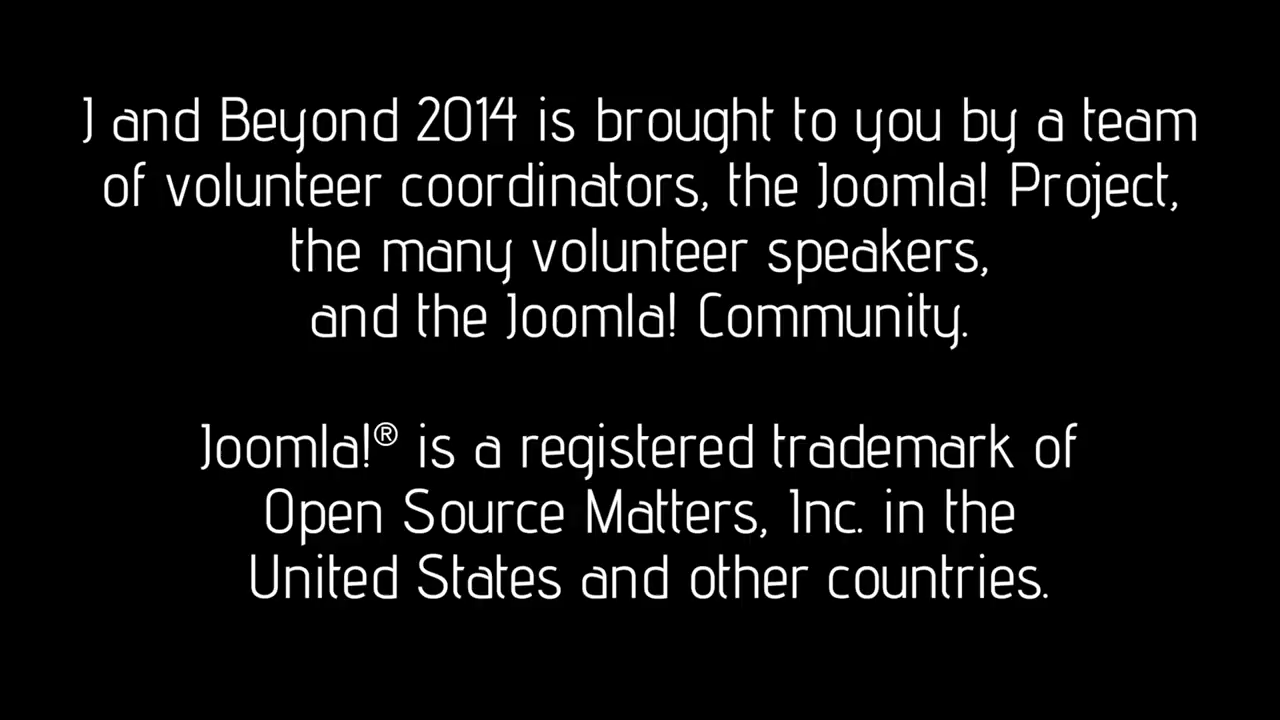 J and Beyond 2014 is brought to you by a team
of volunteer coordinators, the Joomla! Project,
the many volunteer speakers,
and the Joomla! Community.
Joomla!® is a registered trademark of
Open Source Matters, Inc. in the
United States and other countries.